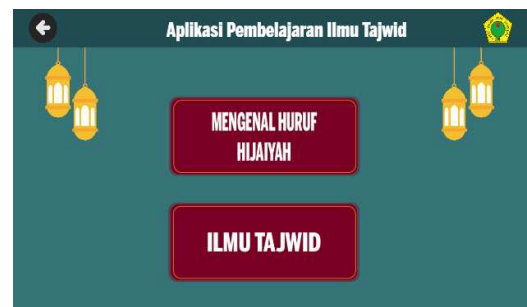 Aplikasi Pembelajaran Ilmu Tajwid
MENGENAL HURUF
HIJAIYAH
ILMU TAJWID